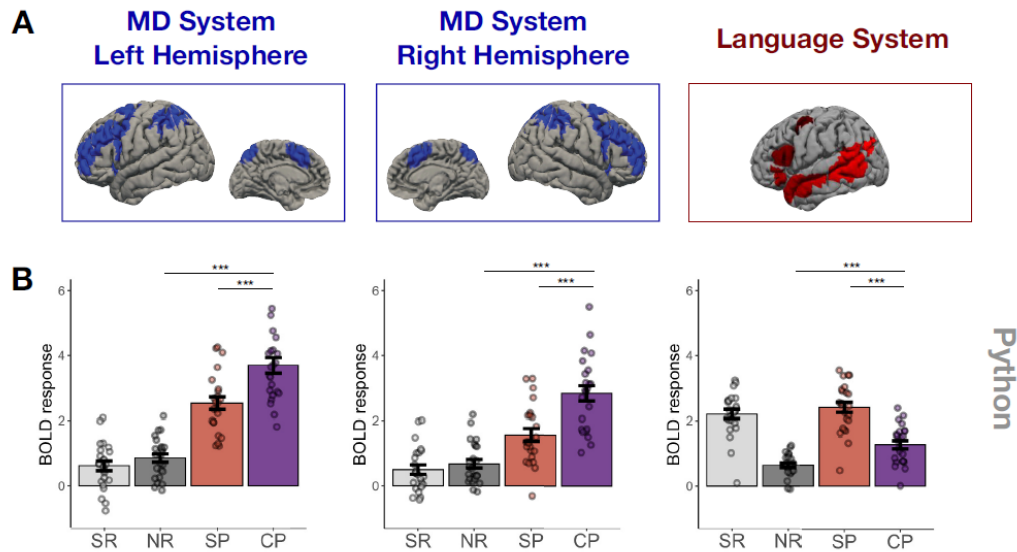 A
MD System
Left Hemisphere
MD System
Right Hemisphere
Language System
B
BOLD response
6
4
2
0
***
***
SR NR SP CP
BOLD response
6
4
2
0
***
***
SR NR SP CP
BOLD response
6
4
2
0
***
***
SR NR SP CP
Python